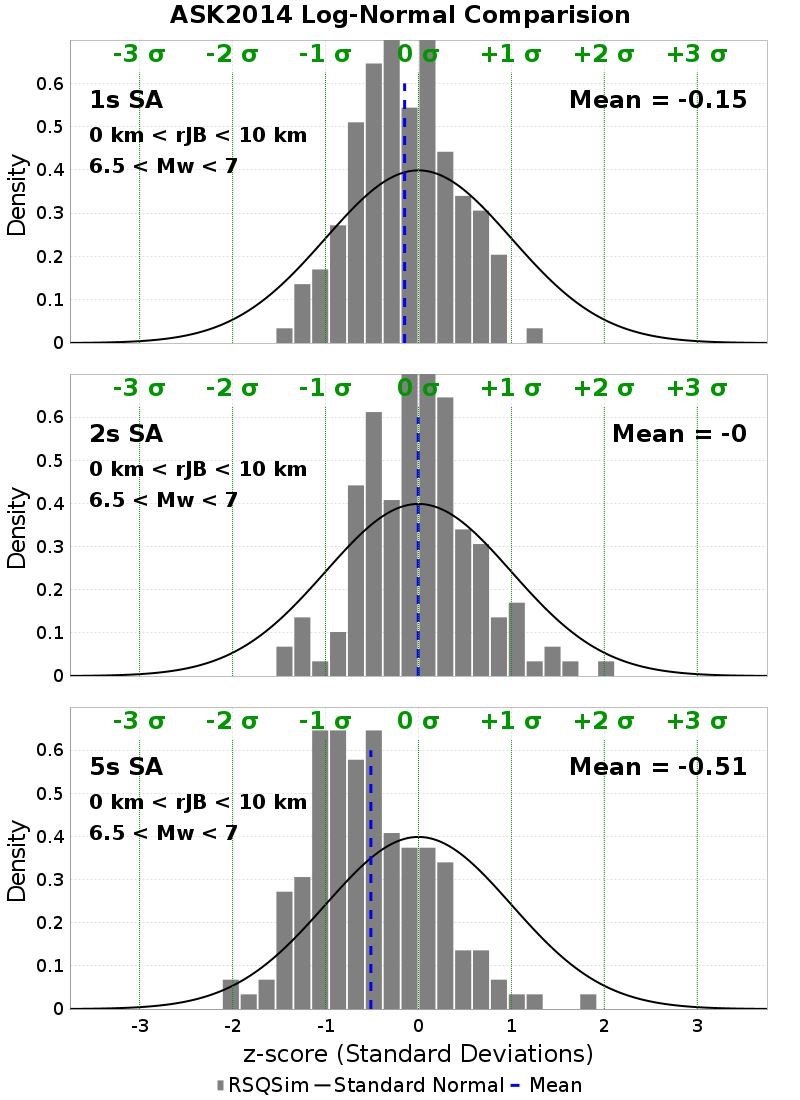 ASK2014 Log-Normal Comparision
-3 σ -2 σ -1 σ 0 σ +1 σ +2 σ +3 σ
1s SA Mean = -0.15
0 km < rJB < 10 km
6.5 < Mw < 7
0.6
0.5
0.4
0.3
0.2
0.1
0
Density
-3 σ -2 σ -1 σ 0 σ +1 σ +2 σ +3 σ
2s SA Mean = -0
0 km < rJB < 10 km
6.5 < Mw < 7
0.6
0.5
0.4
0.3
0.2
0.1
0
Density
-3 σ -2 σ -1 σ 0 σ +1 σ +2 σ +3 σ
5s SA Mean = -0.51
0 km < rJB < 10 km
6.5 < Mw < 7
0.6
0.5
0.4
0.3
0.2
0.1
0
Density
-3 -2 -1 0 1 2 3
z-score (Standard Deviations)
RSQSim Standard Normal Mean